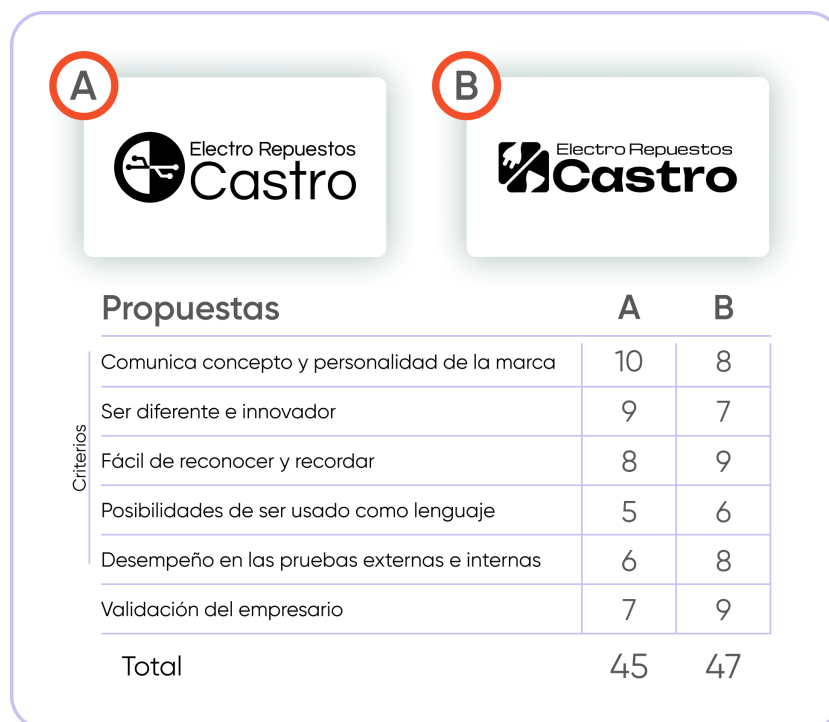 A
B
Electro Repuestos
Castro
Electro Repuestos
Castro
Propuestas A B
Criterios
Comunica concepto y personalidad de la marca 10 8
Ser diferente e innovador 9 7
Fácil de reconocer y recordar 8 9
Posibilidades de ser usado como lenguaje 5 6
Desempeño en las pruebas externas e internas 6 8
Validación del empresario 7 9
Total 45 47